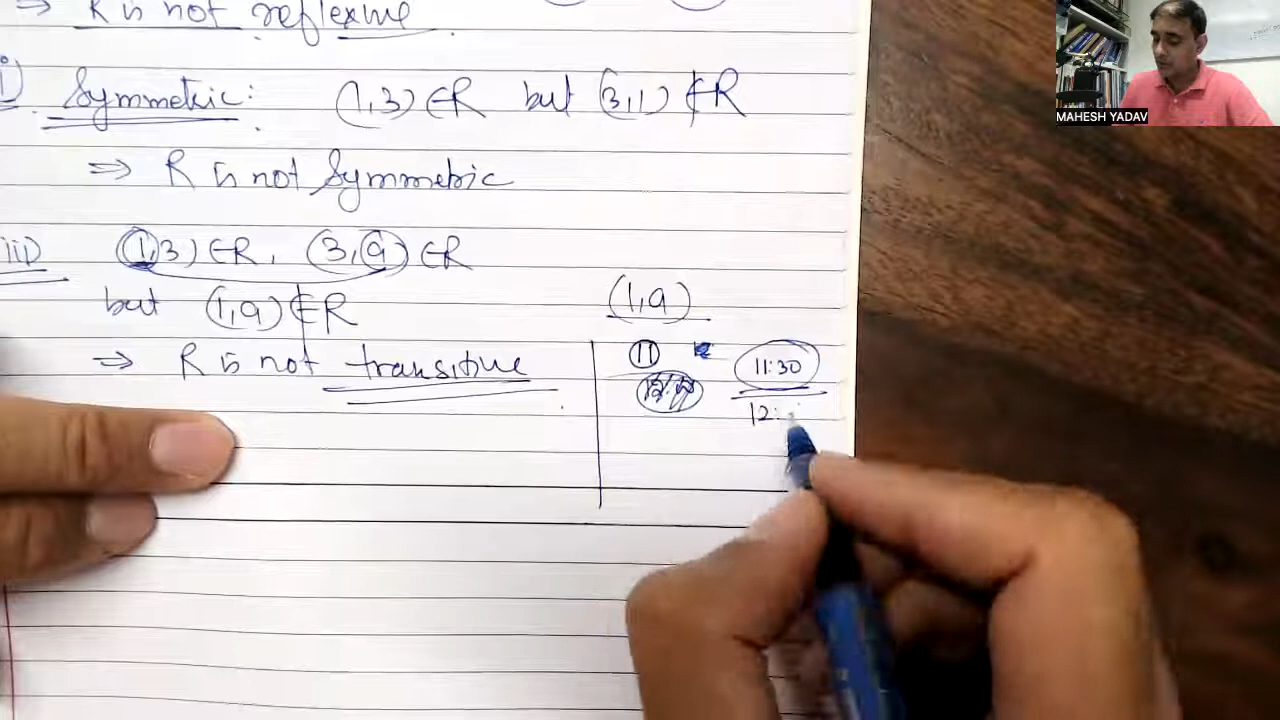 ⇒ R is not reflexive
i) Symmetric: (1,3) ∈ R but (3,1) ∉ R
⇒ R is not Symmetric
iii) (1,3) ∈ R, (3,9) ∈ R
but (1,9) ∉ R
(1,9)
⇒ R is not transitive
11
11:30
12:
MAHESH YADAV